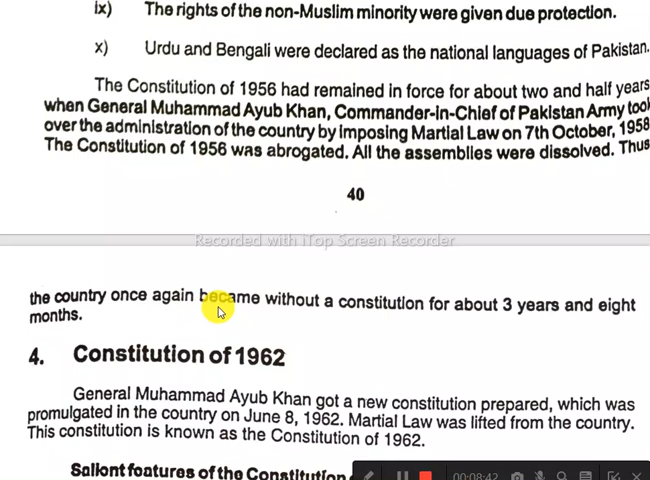 ix) The rights of the non-Muslim minority were given due protection.
x) Urdu and Bengali were declared as the national languages of Pakistan.
The Constitution of 1956 had remained in force for about two and half years
when General Muhammad Ayub Khan, Commander-in-Chief of Pakistan Army took
over the administration of the country by imposing Martial Law on 7th October, 1958
The Constitution of 1956 was abrogated. All the assemblies were dissolved. Thus
40
Recorded with iTop Screen Recorder
the country once again became without a constitution for about 3 years and eight
months.
4. Constitution of 1962
General Muhammad Ayub Khan got a new constitution prepared, which was
promulgated in the country on June 8, 1962. Martial Law was lifted from the country.
This constitution is known as the Constitution of 1962.
Salient features of the Constitution
00:08:42